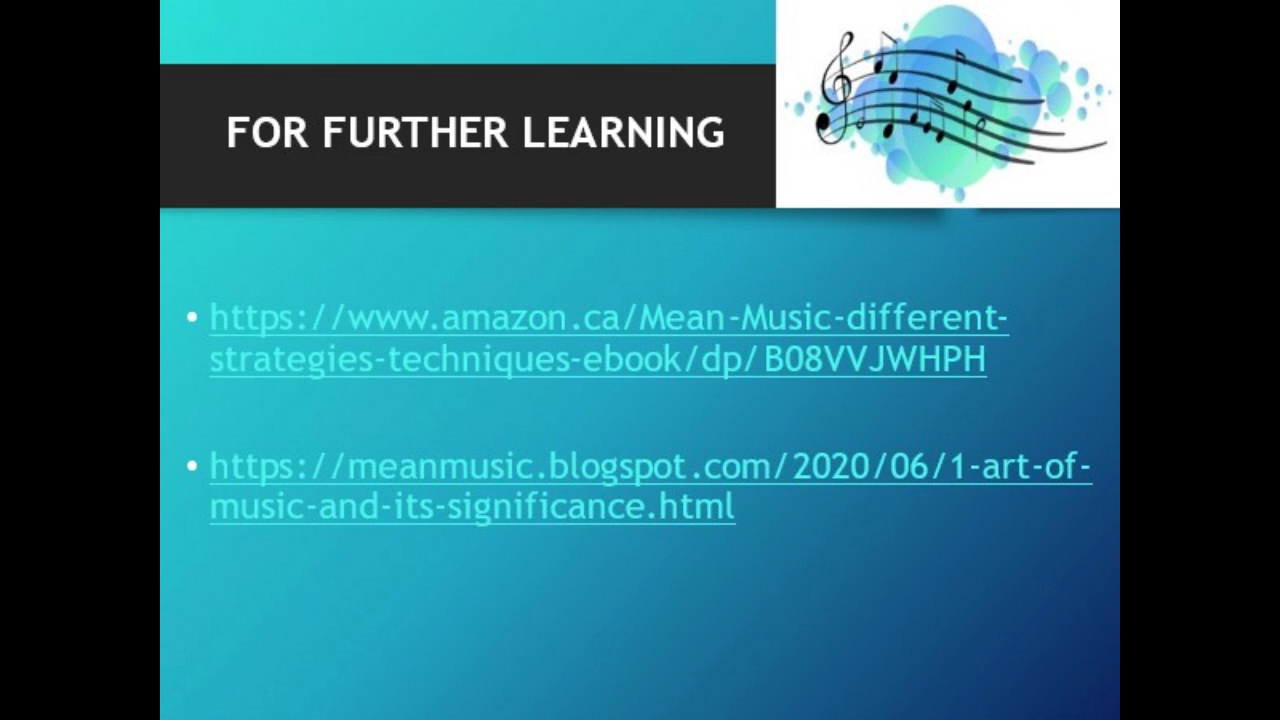 FOR FURTHER LEARNING
• https://www.amazon.ca/Mean-Music-different-
strategies-techniques-ebook/dp/B08VVJWHPH
• https://meanmusic.blogspot.com/2020/06/1-art-of-
music-and-its-significance.html